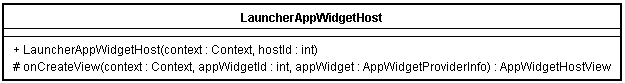 LauncherAppWidgetHost
+ LauncherAppWidgetHost(context : Context, hostId : int)
# onCreateView(context : Context, appWidgetId : int, appWidget : AppWidgetProviderInfo) : AppWidgetHostView